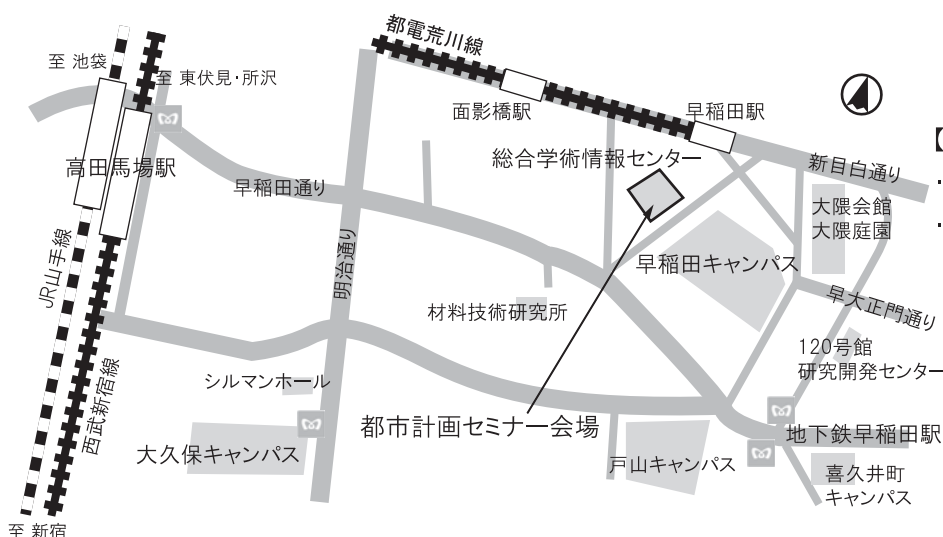 都電荒川線
至 池袋
至 東伏見・所沢
面影橋駅
早稲田駅
高田馬場駅
総合学術情報センター
新目白通り
早稲田通り
大隈会館
大隈庭園
明治通り
JR山手線
早稲田キャンパス
早大正門通り
材料技術研究所
120号館
研究開発センター
西武新宿線
シルマンホール
都市計画セミナー会場
地下鉄早稲田駅
大久保キャンパス
戸山キャンパス
喜久井町
キャンパス
至 新宿